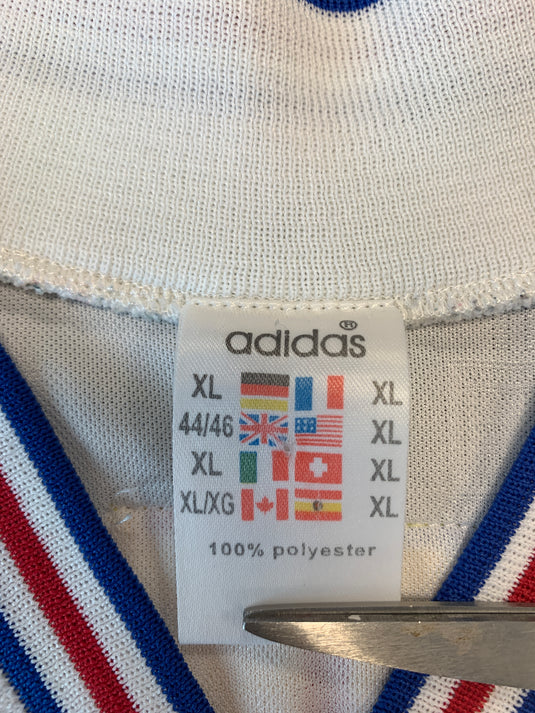 adidas®
XL XL
44/46 XL
XL XL
XL/XG XL
100% polyester